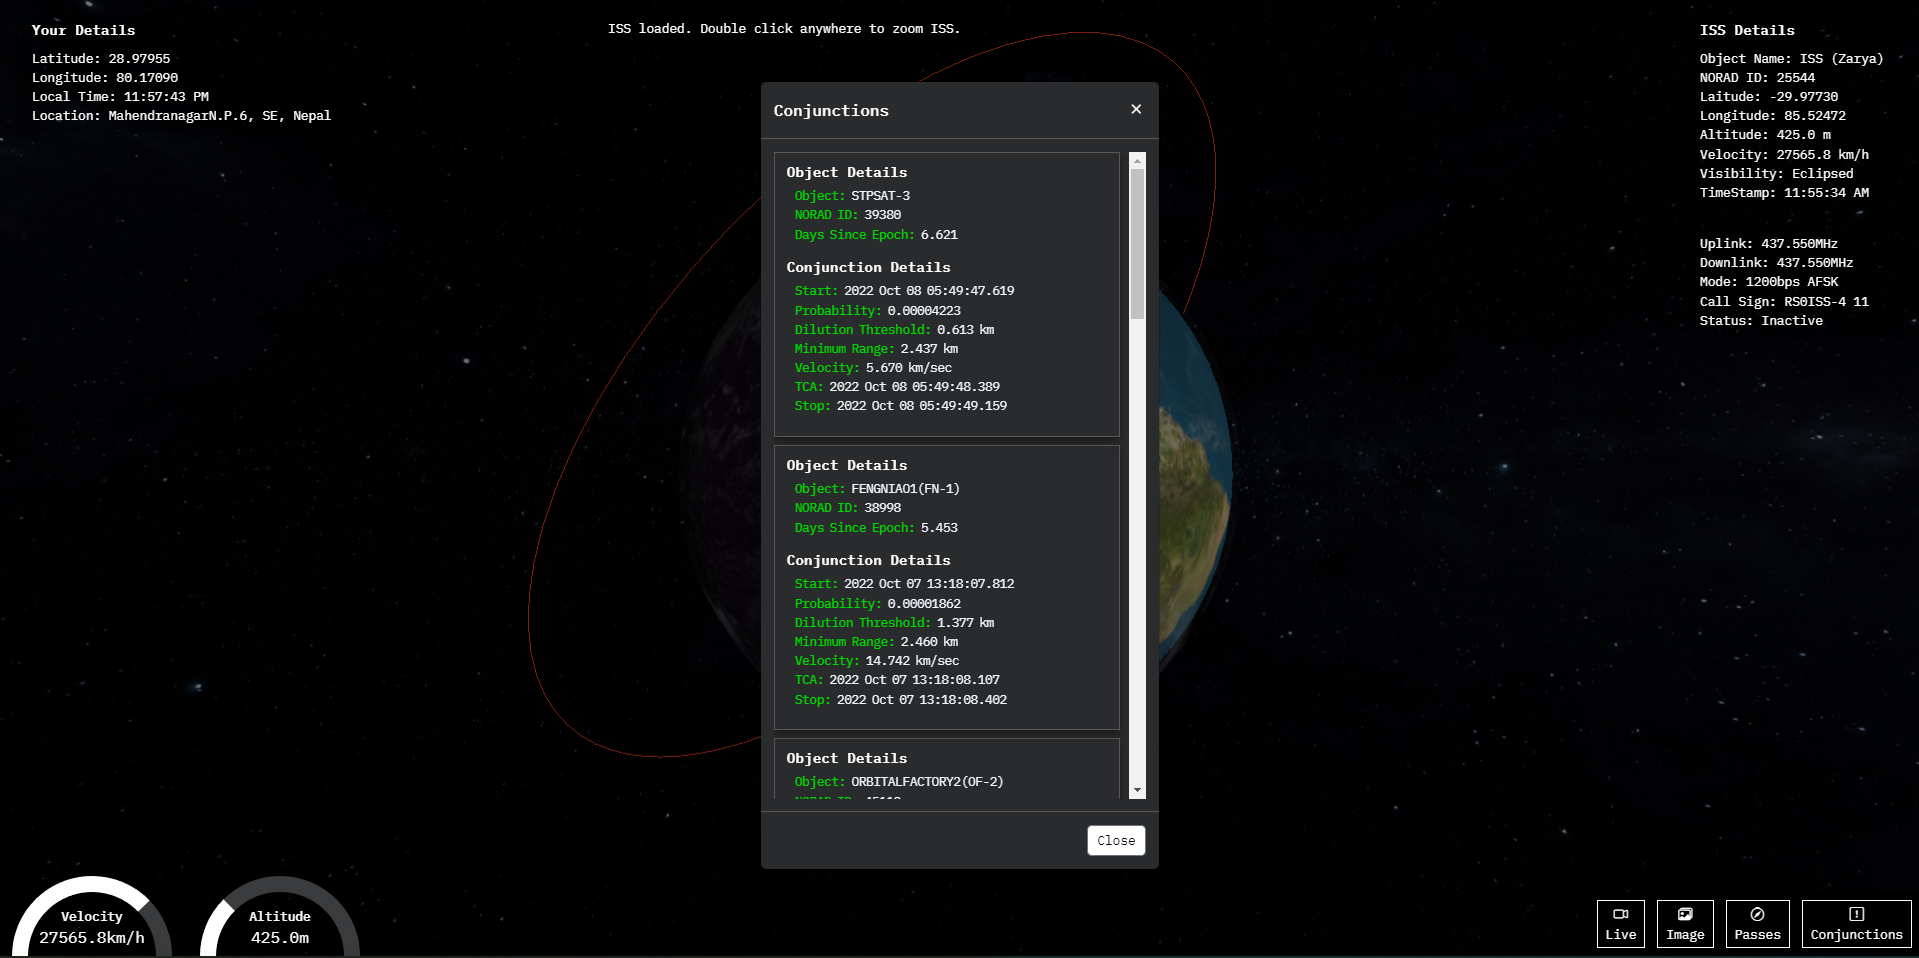 Your Details
Latitude: 28.97955
Longitude: 80.17090
Local Time: 11:57:43 PM
Location: MahendranagarN.P.6, SE, Nepal
ISS loaded. Double click anywhere to zoom ISS.
ISS Details
Object Name: ISS (Zarya)
NORAD ID: 25544
Laitude: -29.97730
Longitude: 85.52472
Altitude: 425.0 m
Velocity: 27565.8 km/h
Visibility: Eclipsed
TimeStamp: 11:55:34 AM
Uplink: 437.550MHz
Downlink: 437.550MHz
Mode: 1200bps AFSK
Call Sign: RS0ISS-4 11
Status: Inactive
Conjunctions
Object Details
Object: STPSAT-3
NORAD ID: 39380
Days Since Epoch: 6.621
Conjunction Details
Start: 2022 Oct 08 05:49:47.619
Probability: 0.00004223
Dilution Threshold: 0.613 km
Minimum Range: 2.437 km
Velocity: 5.670 km/sec
TCA: 2022 Oct 08 05:49:48.389
Stop: 2022 Oct 08 05:49:49.159
Object Details
Object: FENGNIAO1(FN-1)
NORAD ID: 38998
Days Since Epoch: 5.453
Conjunction Details
Start: 2022 Oct 07 13:18:07.812
Probability: 0.00001862
Dilution Threshold: 1.377 km
Minimum Range: 2.460 km
Velocity: 14.742 km/sec
TCA: 2022 Oct 07 13:18:08.107
Stop: 2022 Oct 07 13:18:08.402
Object Details
Object: ORBITALFACTORY2(OF-2)
NORAD ID:
Close
Velocity
27565.8km/h
Altitude
425.0m
Live
Image
Passes
Conjunctions